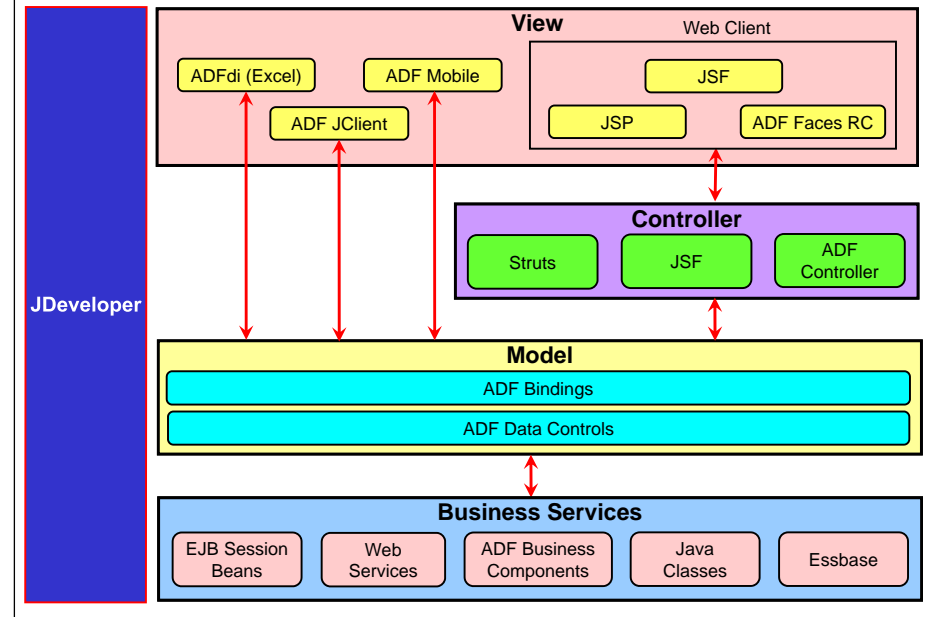 View
Web Client
ADFdi (Excel)
ADF Mobile
JSF
ADF JClient
JSP
ADF Faces RC
Controller
Struts
JSF
ADF
Controller
JDeveloper
Model
ADF Bindings
ADF Data Controls
Business Services
EJB Session
Beans
Web
Services
ADF Business
Components
Java
Classes
Essbase